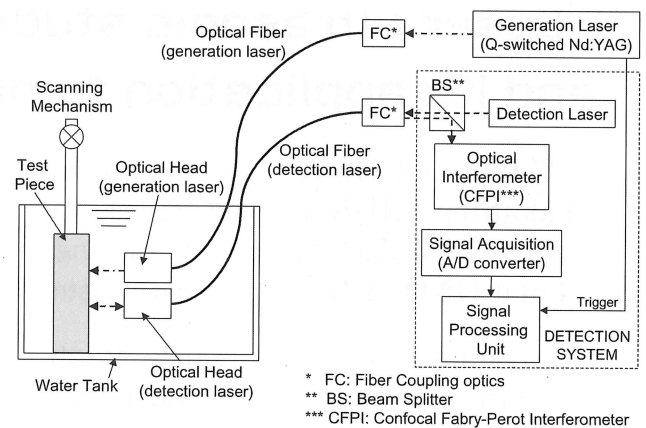 Optical Fiber
(generation laser)
FC*
Generation Laser
(Q-switched Nd:YAG)
Scanning
Mechanism
BS**
FC*
Detection Laser
Test
Piece
Optical Head
(generation laser)
Optical Fiber
(detection laser)
Optical
Interferometer
(CFPI***)
Signal Acquisition
(A/D converter)
Trigger
Signal
Processing
Unit
DETECTION
SYSTEM
Water Tank
Optical Head
(detection laser)
* FC: Fiber Coupling optics
** BS: Beam Splitter
*** CFPI: Confocal Fabry-Perot Interferometer